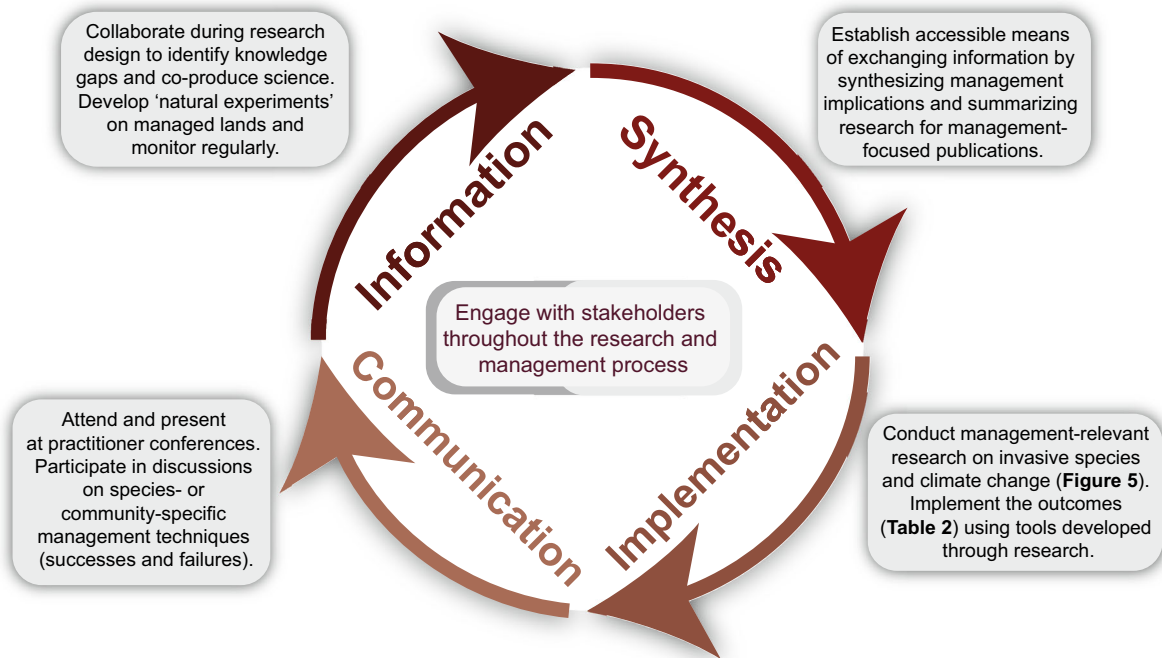 Collaborate during research
design to identify knowledge
gaps and co-produce science.
Develop ‘natural experiments’
on managed lands and
monitor regularly.
Establish accessible means
of exchanging information by
synthesizing management
implications and summarizing
research for management-
focused publications.
Information
Synthesis
Engage with stakeholders
throughout the research and
management process
Communication
Implementation
Attend and present
at practitioner conferences.
Participate in discussions
on species- or
community-specific
management techniques
(successes and failures).
Conduct management-relevant
research on invasive species
and climate change (Figure 5).
Implement the outcomes
(Table 2) using tools developed
through research.